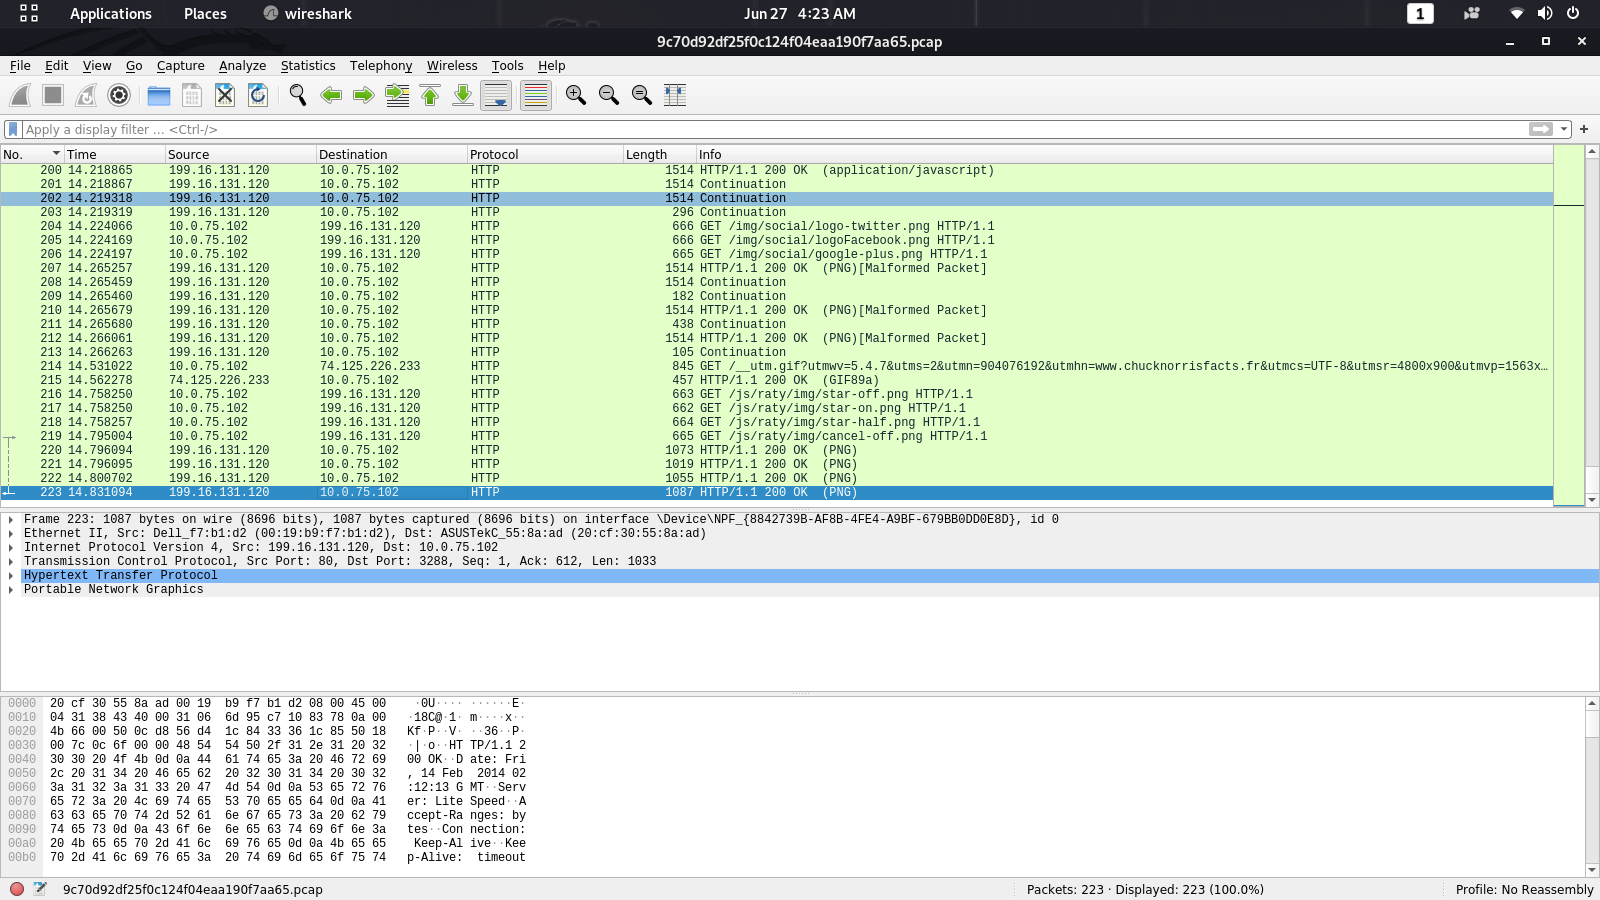 Applications Places wireshark Jun 27 4:23 AM 1
9c70d92df25f0c124f04eaa190f7aa65.pcap
File Edit View Go Capture Analyze Statistics Telephony Wireless Tools Help
Apply a display filter ... <Ctrl-/>
No. Time Source Destination Protocol Length Info
200 14.218865 199.16.131.120 10.0.75.102 HTTP 1514 HTTP/1.1 200 OK (application/javascript)
201 14.218867 199.16.131.120 10.0.75.102 HTTP 1514 Continuation
202 14.219318 199.16.131.120 10.0.75.102 HTTP 1514 Continuation
203 14.219319 199.16.131.120 10.0.75.102 HTTP 296 Continuation
204 14.224066 10.0.75.102 199.16.131.120 HTTP 666 GET /img/social/logo-twitter.png HTTP/1.1
205 14.224169 10.0.75.102 199.16.131.120 HTTP 666 GET /img/social/logoFacebook.png HTTP/1.1
206 14.224197 10.0.75.102 199.16.131.120 HTTP 665 GET /img/social/google-plus.png HTTP/1.1
207 14.265257 199.16.131.120 10.0.75.102 HTTP 1514 HTTP/1.1 200 OK (PNG)[Malformed Packet]
208 14.265459 199.16.131.120 10.0.75.102 HTTP 1514 Continuation
209 14.265460 199.16.131.120 10.0.75.102 HTTP 182 Continuation
210 14.265679 199.16.131.120 10.0.75.102 HTTP 1514 HTTP/1.1 200 OK (PNG)[Malformed Packet]
211 14.265680 199.16.131.120 10.0.75.102 HTTP 438 Continuation
212 14.266061 199.16.131.120 10.0.75.102 HTTP 1514 HTTP/1.1 200 OK (PNG)[Malformed Packet]
213 14.266263 199.16.131.120 10.0.75.102 HTTP 105 Continuation
214 14.531022 10.0.75.102 74.125.226.233 HTTP 845 GET /__utm.gif?utmwv=5.4.7&utms=2&utmn=904076192&utmhn=www.chucknorrisfacts.fr&utmcs=UTF-8&utmsr=4800x900&utmvp=1563x…
215 14.562278 74.125.226.233 10.0.75.102 HTTP 457 HTTP/1.1 200 OK (GIF89a)
216 14.758250 10.0.75.102 199.16.131.120 HTTP 663 GET /js/raty/img/star-off.png HTTP/1.1
217 14.758250 10.0.75.102 199.16.131.120 HTTP 662 GET /js/raty/img/star-on.png HTTP/1.1
218 14.758257 10.0.75.102 199.16.131.120 HTTP 664 GET /js/raty/img/star-half.png HTTP/1.1
219 14.795004 10.0.75.102 199.16.131.120 HTTP 665 GET /js/raty/img/cancel-off.png HTTP/1.1
220 14.796094 199.16.131.120 10.0.75.102 HTTP 1073 HTTP/1.1 200 OK (PNG)
221 14.796095 199.16.131.120 10.0.75.102 HTTP 1019 HTTP/1.1 200 OK (PNG)
222 14.800702 199.16.131.120 10.0.75.102 HTTP 1055 HTTP/1.1 200 OK (PNG)
223 14.831094 199.16.131.120 10.0.75.102 HTTP 1087 HTTP/1.1 200 OK (PNG)
Frame 223: 1087 bytes on wire (8696 bits), 1087 bytes captured (8696 bits) on interface \Device\NPF_{8842739B-AF8B-4FE4-A9BF-679BB0DD0E8D}, id 0
Ethernet II, Src: Dell_f7:b1:d2 (00:19:b9:f7:b1:d2), Dst: ASUSTekC_55:8a:ad (20:cf:30:55:8a:ad)
Internet Protocol Version 4, Src: 199.16.131.120, Dst: 10.0.75.102
Transmission Control Protocol, Src Port: 80, Dst Port: 3288, Seq: 1, Ack: 612, Len: 1033
Hypertext Transfer Protocol
Portable Network Graphics
0000 20 cf 30 55 8a ad 00 19 b9 f7 b1 d2 08 00 45 00 ·0U···· ······E·
0010 04 31 38 43 40 00 31 06 6d 95 c7 10 83 78 0a 00 ·18C@·1· m····x··
0020 4b 66 00 50 0c d8 56 d4 1c 84 33 36 1c 85 50 18 Kf·P··V· ··36··P·
0030 00 7c 0c 6f 00 00 48 54 54 50 2f 31 2e 31 20 32 ·|·o··HT TP/1.1 2
0040 30 30 20 4f 4b 0d 0a 44 61 74 65 3a 20 46 72 69 00 OK··D ate: Fri
0050 2c 20 31 34 20 46 65 62 20 32 30 31 34 20 30 32 , 14 Feb 2014 02
0060 3a 31 32 3a 31 33 20 47 4d 54 0d 0a 53 65 72 76 :12:13 G MT··Serv
0070 65 72 3a 20 4c 69 74 65 53 70 65 65 64 0d 0a 41 er: Lite Speed··A
0080 63 63 65 70 74 2d 52 61 6e 67 65 73 3a 20 62 79 ccept-Ra nges: by
0090 74 65 73 0d 0a 43 6f 6e 6e 65 63 74 69 6f 6e 3a tes··Con nection:
00a0 20 4b 65 65 70 2d 41 6c 69 76 65 0d 0a 4b 65 65 Keep-Al ive··Kee
00b0 70 2d 41 6c 69 76 65 3a 20 74 69 6d 65 6f 75 74 p-Alive: timeout
9c70d92df25f0c124f04eaa190f7aa65.pcap Packets: 223 · Displayed: 223 (100.0%) Profile: No Reassembly